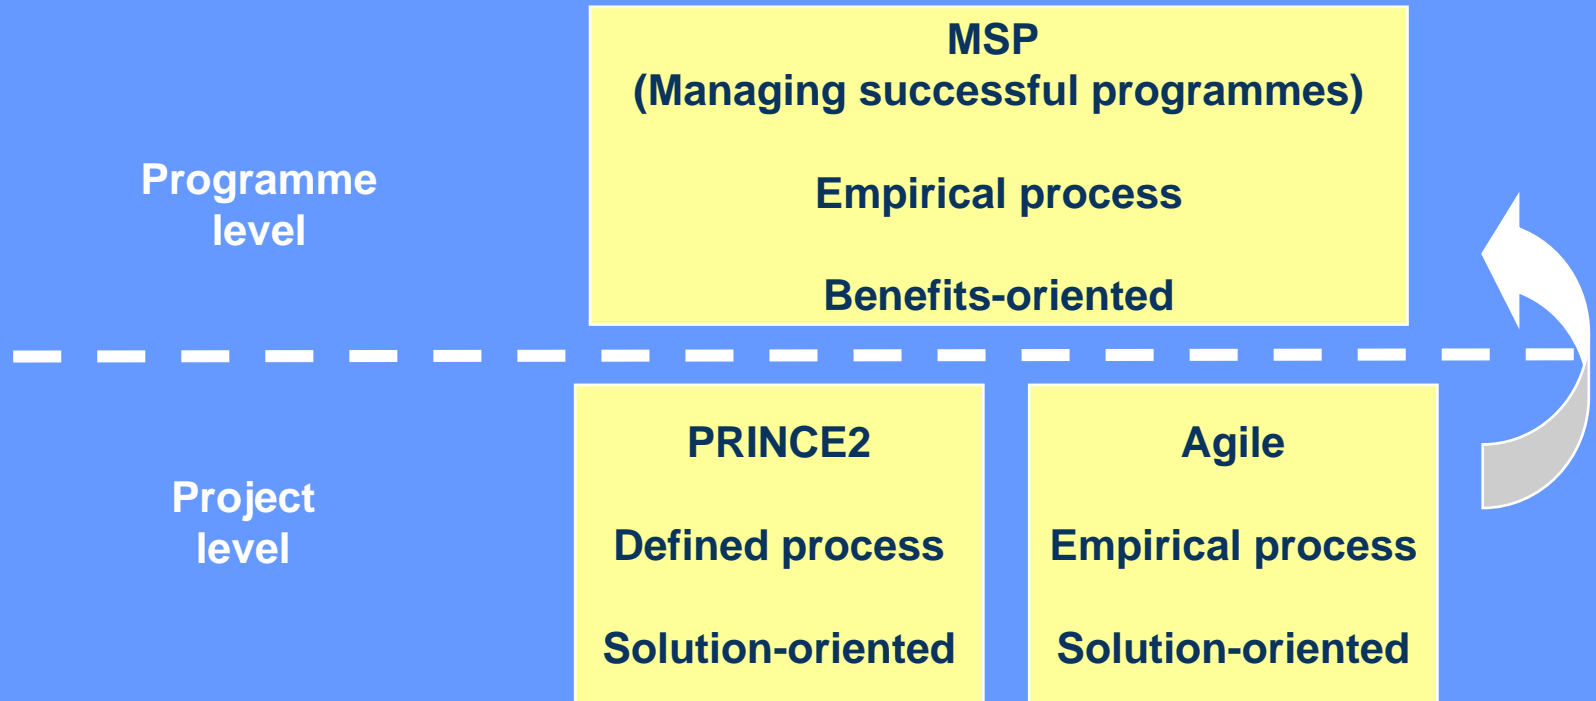 MSP
(Managing successful programmes)
Empirical process
Benefits-oriented
Programme
level
PRINCE2
Defined process
Solution-oriented
Agile
Empirical process
Solution-oriented
Project
level